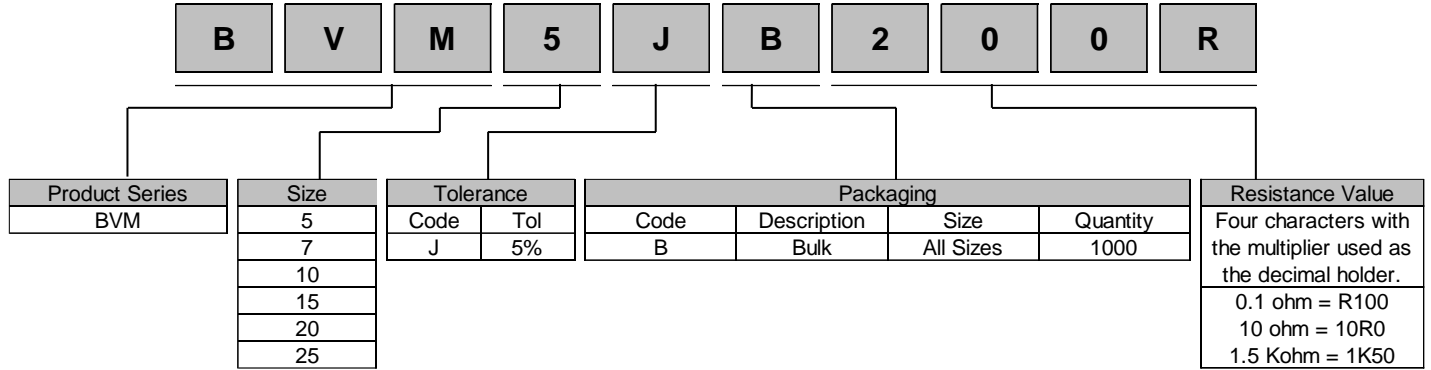 B V M 5 J B 2 0 0 R
Product Series
BVM
Size
5
7
10
15
20
25
Tolerance
Code Tol
J 5%
Packaging
Code Description Size Quantity
B Bulk All Sizes 1000
Resistance Value
Four characters with
the multiplier used as
the decimal holder.
0.1 ohm = R100
10 ohm = 10R0
1.5 Kohm = 1K50